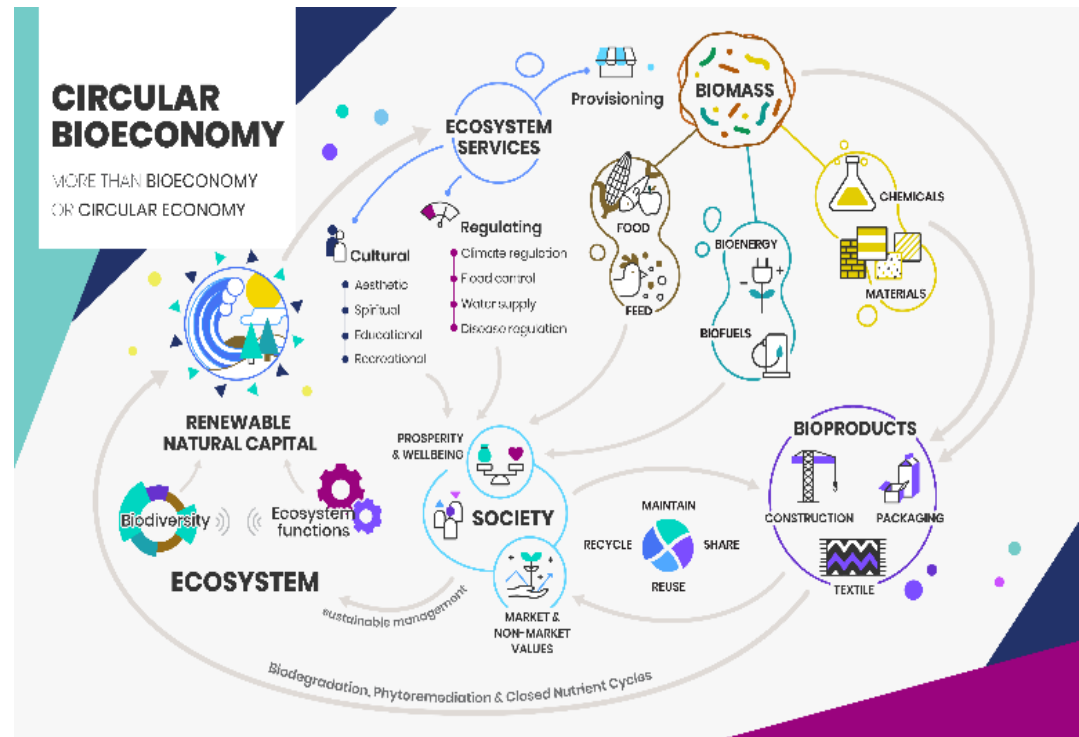 CIRCULAR
BIOECONOMY
MORE THAN BIOECONOMY
OR CIRCULAR ECONOMY
ECOSYSTEM
SERVICES
Provisioning
Cultural
Aesthetic
Spiritual
Educational
Recreational
Regulating
Climate regulation
Flood control
Water supply
Disease regulation
BIOMASS
FOOD
FEED
BIOENERGY
BIOFUELS
CHEMICALS
MATERIALS
RENEWABLE
NATURAL CAPITAL
Biodiversity
Ecosystem
functions
ECOSYSTEM
PROSPERITY
& WELLBEING
SOCIETY
MARKET &
NON-MARKET
VALUES
sustainable management
MAINTAIN
RECYCLE
SHARE
REUSE
BIOPRODUCTS
CONSTRUCTION
PACKAGING
TEXTILE
Biodegradation, Phytoremediation & Closed Nutrient Cycles